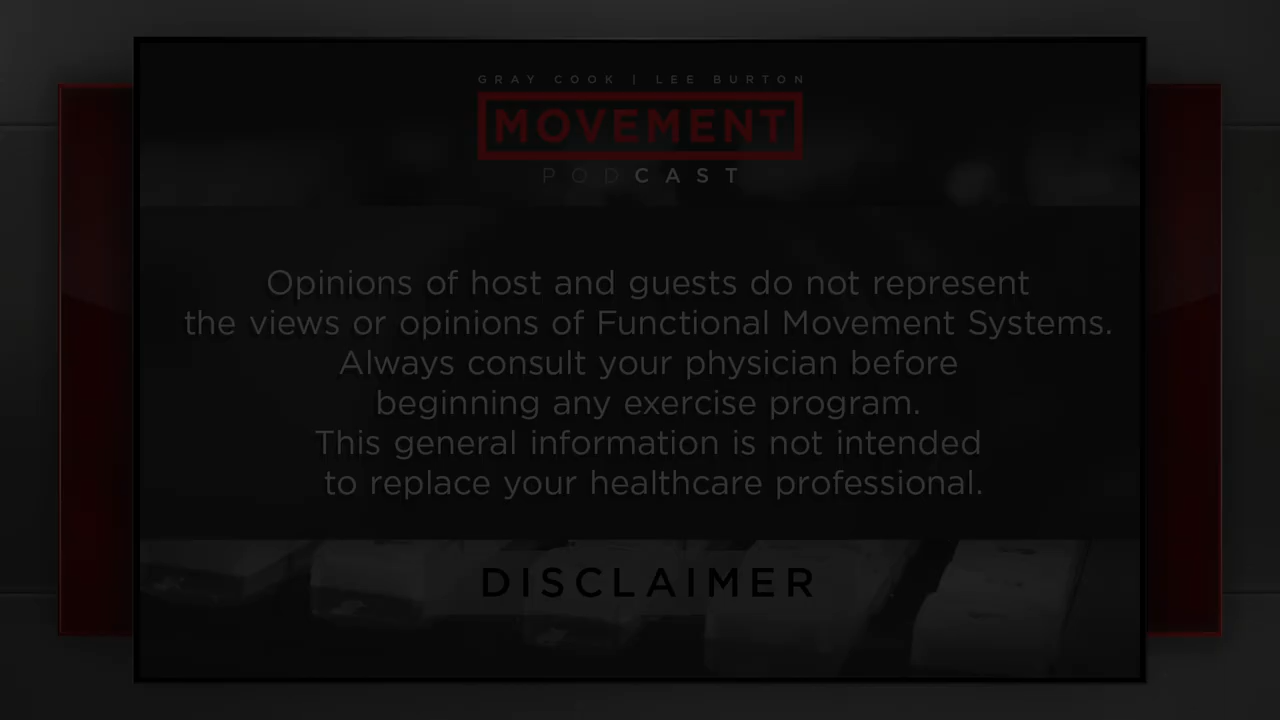 GRAY COOK | LEE BURTON
MOVEMENT
PODCAST
Opinions of host and guests do not represent
the views or opinions of Functional Movement Systems.
Always consult your physician before
beginning any exercise program.
This general information is not intended
to replace your healthcare professional.
DISCLAIMER